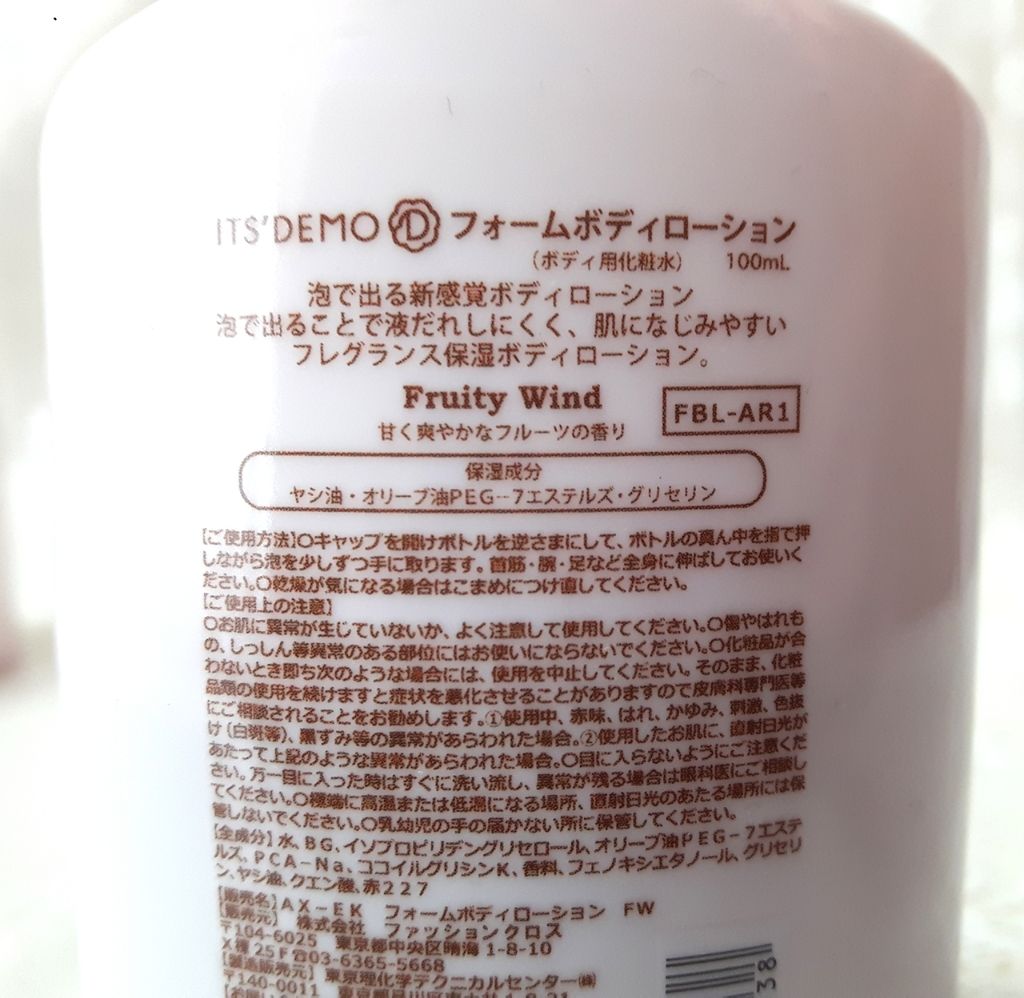 ITS'DEMO D フォームボディローション
（ボディ用化粧水） 100mL
泡で出る新感覚ボディローション
泡で出ることで液だれしにくく、肌になじみやすい
フレグランス保湿ボディローション。
Fruity Wind
FBL-AR1
甘く爽やかなフルーツの香り
保湿成分
ヤシ油・オリーブ油PEG-7エステルズ・グリセリン
【ご使用方法】○キャップを開けボトルを逆さまにして、ボトルの真ん中を指で押
しながら泡を少しずつ手に取ります。首筋・腕・足など全身に伸ばしてお使いく
ださい。○乾燥が気になる場合はこまめにつけ直してください。
【ご使用上の注意】
○お肌に異常が生じていないか、よく注意して使用してください。○傷やはれも
の、しっしん等異常のある部位にはお使いにならないでください。○化粧品が合
わないとき即ち次のような場合には、使用を中止してください。そのまま、化粧
品類の使用を続けますと症状を悪化させることがありますので皮膚科専門医等
にご相談されることをお勧めします。①使用中、赤味、はれ、かゆみ、刺激、色抜
け（白斑等）、黒ずみ等の異常があらわれた場合。②使用したお肌に、直射日光が
あたって上記のような異常があらわれた場合。○目に入らないようにご注意くだ
さい。万一目に入った時はすぐに洗い流し、異常が残る場合は眼科医にご相談し
てください。○極端に高温または低温になる場所、直射日光のあたる場所には保
管しないでください。○乳幼児の手の届かない所に保管してください。
【全成分】水、BG、イソプロピリデングリセロール、オリーブ油PEG-7エステ
ルズ、PCA-Na、ココイルグリシンK、香料、フェノキシエタノール、グリセリ
ン、ヤシ油、クエン酸、赤227
【販売名】AX-EK フォームボディローション FW
【販売元】 株式会社 ファッションクロス
〒104-6025 東京都中央区晴海 1-8-10
X棟 25F ☎03-6365-5668
【製造販売元】 東京理化学テクニカルセンター㈱
〒140-0011
38